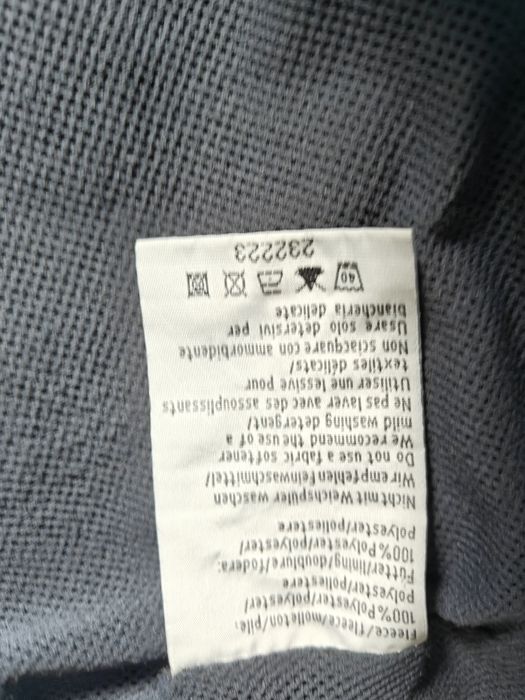 Fleece/fleece/molleton/pile:
100% Polyester/polyester/
polyester/poliestere
Futter/lining/doublure/fodera:
100% Polyester/polyester/
polyester/poliestere
Nicht mit Weichspüler waschen
Wir empfehlen Feinwaschmittel/
Do not use a fabric softener
We recommend the use of a
mild washing detergent/
Ne pas laver avec des assouplissants
Utiliser une lessive pour
textiles délicats/
Non sciacquare con ammorbidente
Usare solo detersivi per
biancheria delicate
40
232223